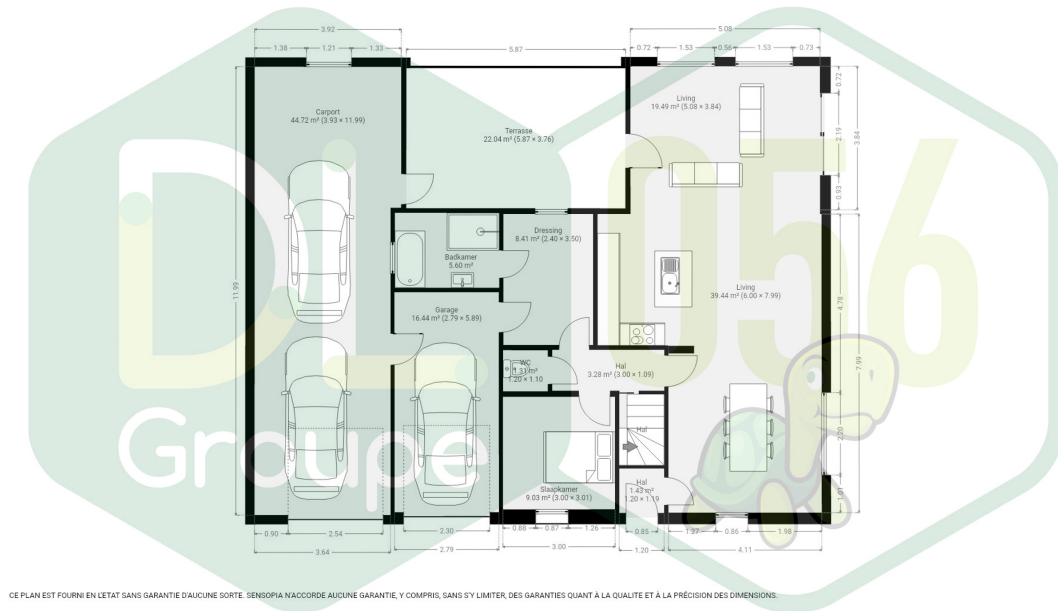 3.92
5.08
1.38
1.21
1.33
5.87
0.72
1.53
0.56
1.53
0.73
Carport
44.72 m² (3.93 × 11.99)
Living
19.49 m² (5.08 × 3.84)
0.72
Terrasse
22.04 m² (5.87 × 3.76)
2.19
3.84
0.93
DL
056
Dressing
8.41 m² (2.40 × 3.50)
Badkamer
5.60 m²
11.99
Living
39.44 m² (6.00 × 7.99)
4.78
7.99
Garage
16.44 m² (2.79 × 5.89)
WC
1.31 m²
1.20 × 1.10
Hal
3.28 m² (3.00 × 1.09)
Hal
2.20
Groupe
Slaapkamer
9.03 m² (3.00 × 3.01)
Hal
1.43 m²
1.20 × 1.19
1.01
0.90
2.54
2.30
0.88
0.87
1.26
0.85
1.27
0.86
1.98
3.64
2.79
3.00
1.20
4.11
CE PLAN EST FOURNI EN L'ETAT SANS GARANTIE D'AUCUNE SORTE. SENSOPIA N'ACCORDE AUCUNE GARANTIE, Y COMPRIS, SANS S'Y LIMITER, DES GARANTIES QUANT À LA QUALITE ET À LA PRÉCISION DES DIMENSIONS.